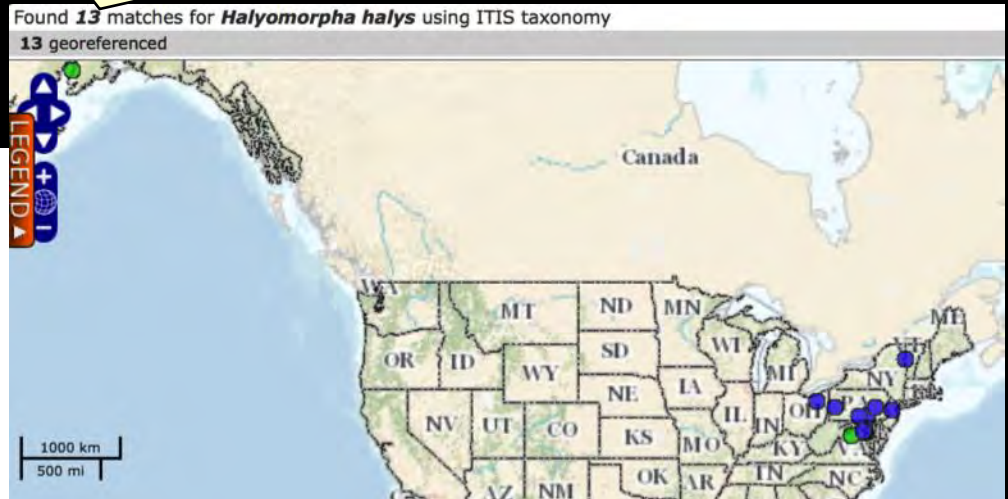 Found 13 matches for Halyomorpha halys using ITIS taxonomy
13 georeferenced
LEGEND
+
−
Canada
WA
MT
ND
MN
ME
OR
ID
WY
SD
WI
MI
VT
NY
NE
IA
OH
PA
NV
UT
CO
KS
MO
IL
IN
KY
VA
AZ
NM
OK
AR
TN
NC
1000 km
500 mi